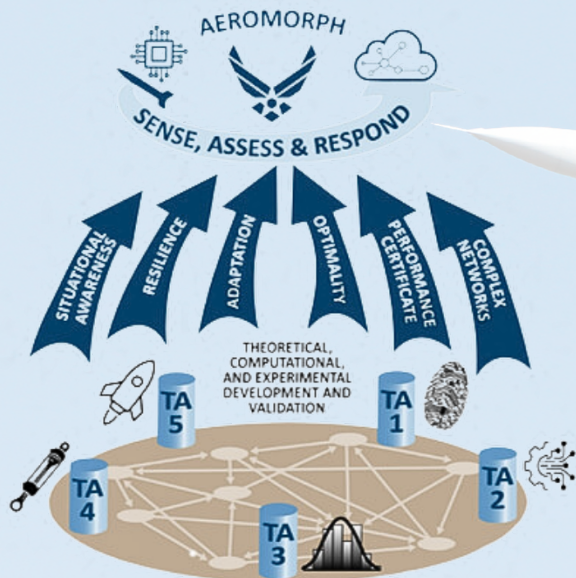 AEROMORPH
SENSE, ASSESS & RESPOND
SITUATIONAL
AWARENESS
RESILIENCE
ADAPTATION
OPTIMALITY
PERFORMANCE
CERTIFICATE
COMPLEX
NETWORKS
THEORETICAL,
COMPUTATIONAL,
AND EXPERIMENTAL
DEVELOPMENT AND
VALIDATION
TA
5
TA
1
TA
4
TA
2
TA
3